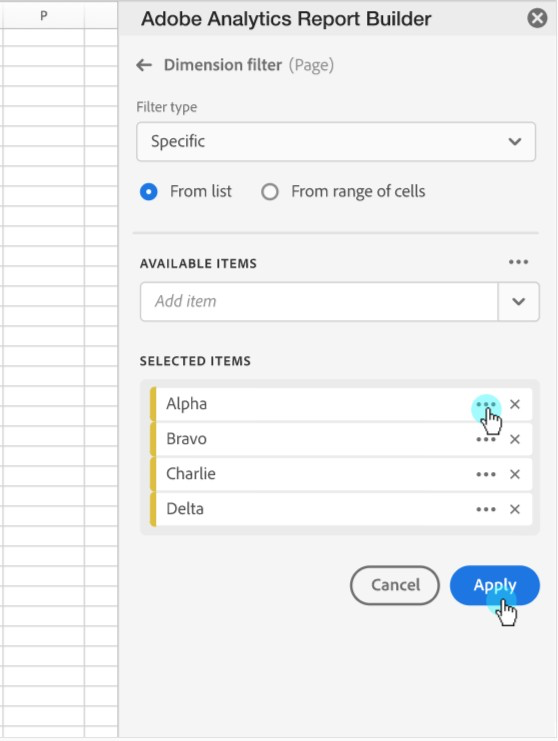 P
Adobe Analytics Report Builder
Dimension filter (Page)
Filter type
Specific
From list From range of cells
AVAILABLE ITEMS
Add item
SELECTED ITEMS
Alpha
Bravo
Charlie
Delta
Cancel Apply